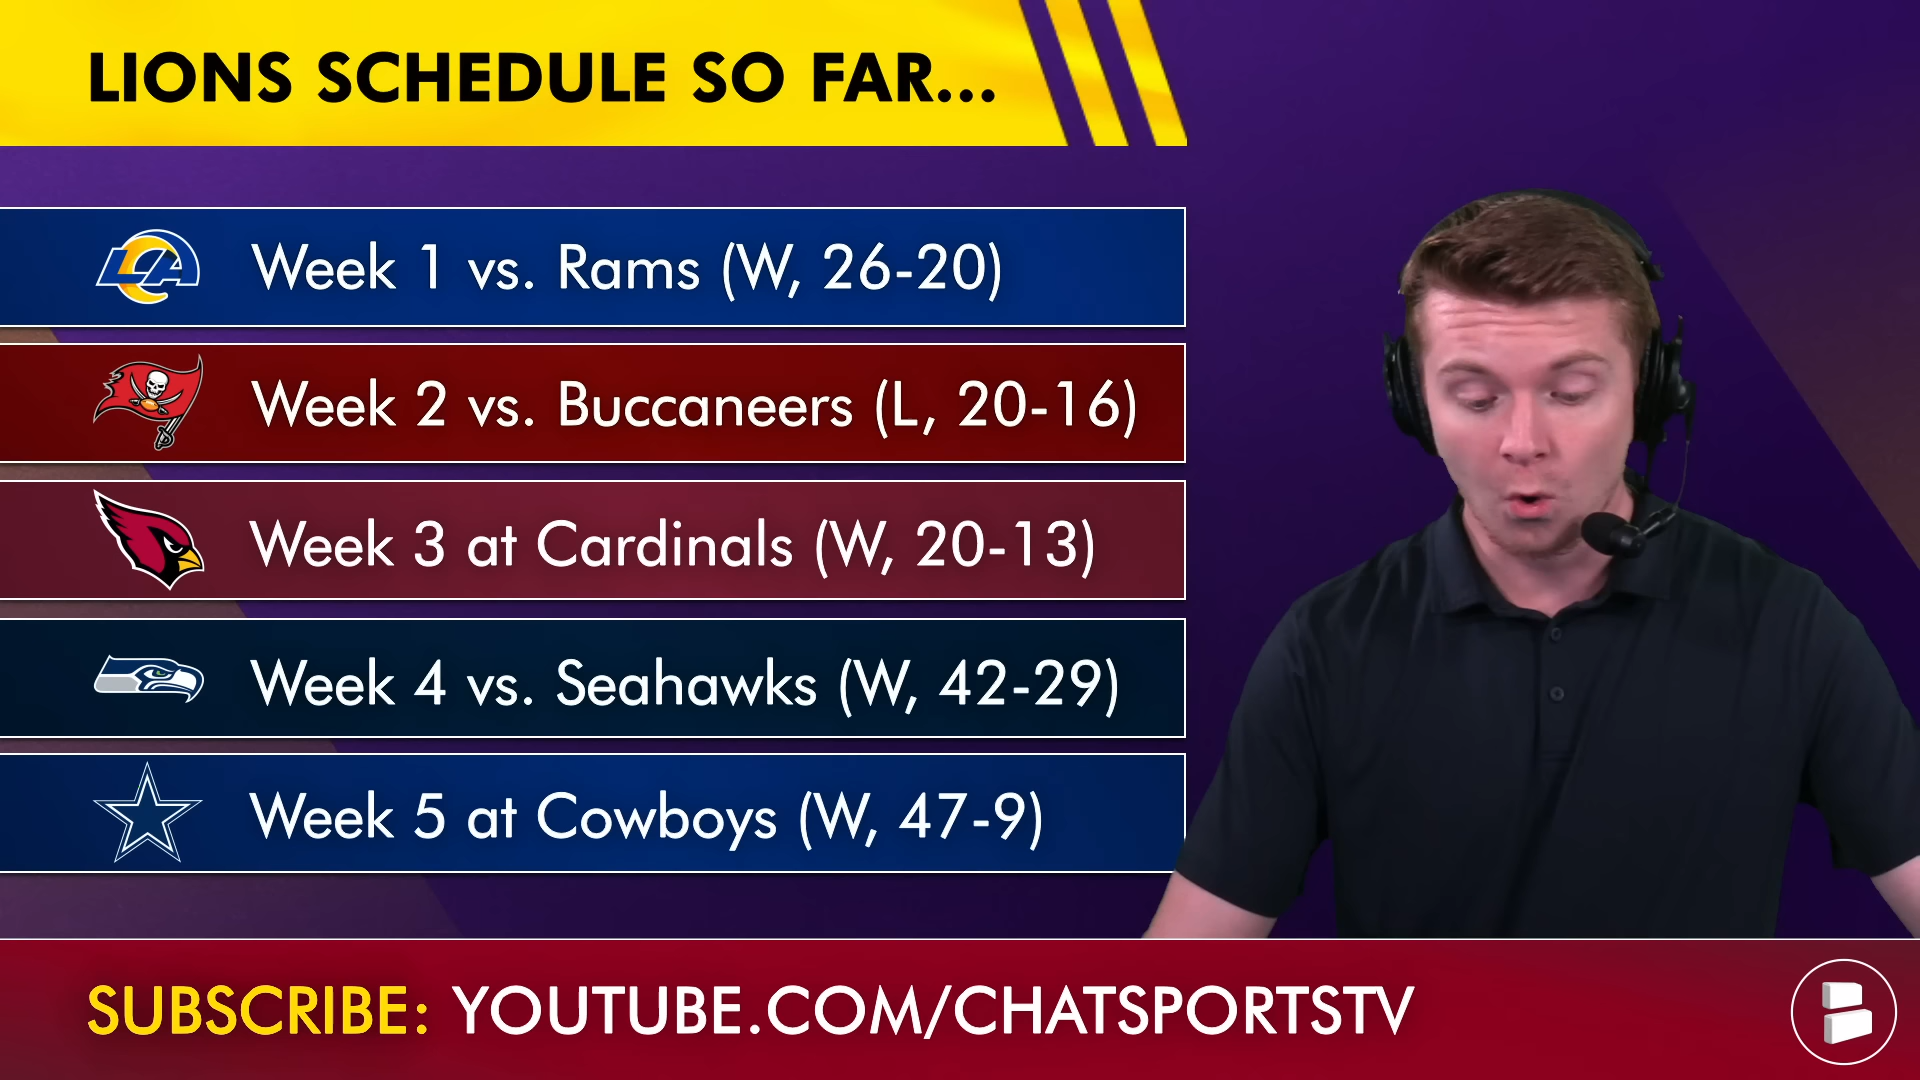 LIONS SCHEDULE SO FAR...
LA
Week 1 vs. Rams (W, 26-20)
Week 2 vs. Buccaneers (L, 20-16)
Week 3 at Cardinals (W, 20-13)
Week 4 vs. Seahawks (W, 42-29)
Week 5 at Cowboys (W, 47-9)
SUBSCRIBE: YOUTUBE.COM/CHATSPORTSTV